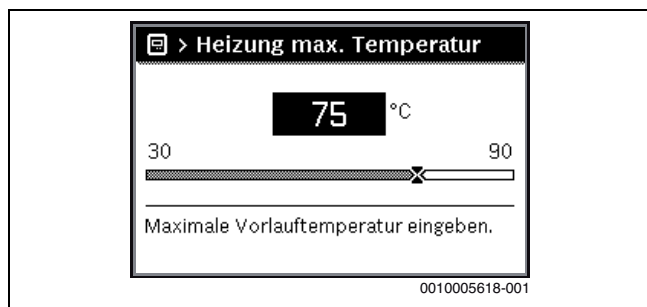 > Heizung max. Temperatur
75 °C
30 90
Maximale Vorlauftemperatur eingeben.
0010005618-001